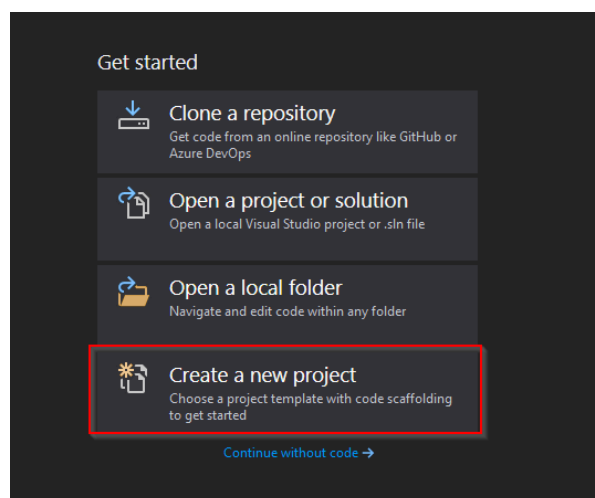 Get started
Clone a repository
Get code from an online repository like GitHub or
Azure DevOps
Open a project or solution
Open a local Visual Studio project or .sln file
Open a local folder
Navigate and edit code within any folder
Create a new project
Choose a project template with code scaffolding
to get started
Continue without code →